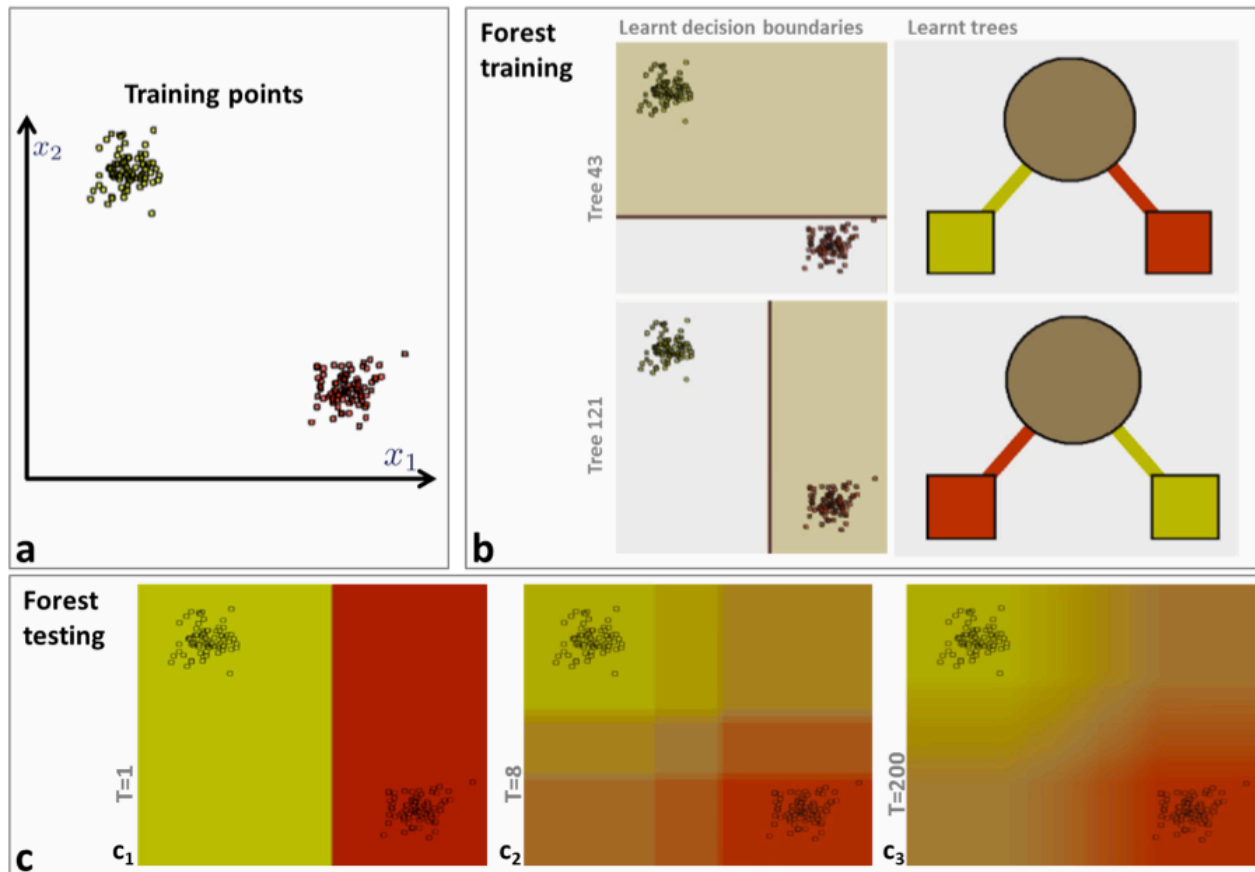 Training points
x₂
x₁
a
Forest
training
Learnt decision boundaries
Learnt trees
Tree 43
Tree 121
b
Forest
testing
T=1
c₁
T=8
c₂
T=200
c₃
c